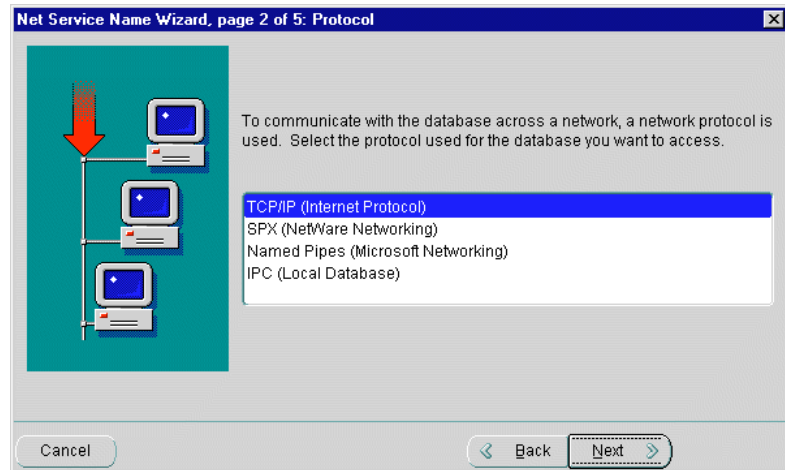 Net Service Name Wizard, page 2 of 5: Protocol
To communicate with the database across a network, a network protocol is
used. Select the protocol used for the database you want to access.
TCP/IP (Internet Protocol)
SPX (NetWare Networking)
Named Pipes (Microsoft Networking)
IPC (Local Database)
Cancel
Back
Next